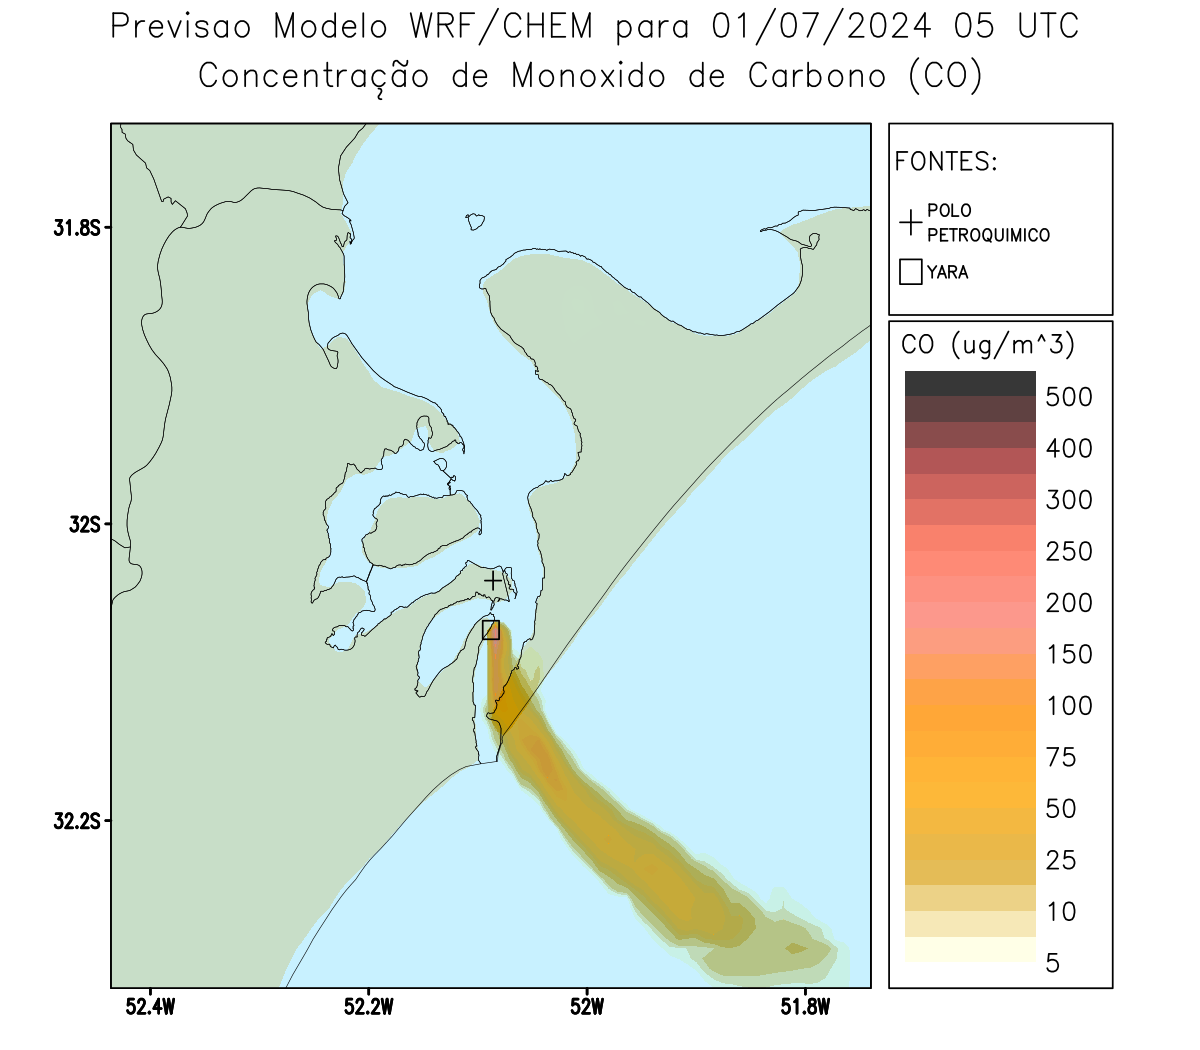 Previsao Modelo WRF/CHEM para 01/07/2024 05 UTC
Concentração de Monoxido de Carbono (CO)
FONTES:
POLO
PETROQUIMICO
YARA
CO (ug/m^3)
500
400
300
250
200
150
100
75
50
25
10
5
31.8S
32S
32.2S
52.4W
52.2W
52W
51.8W